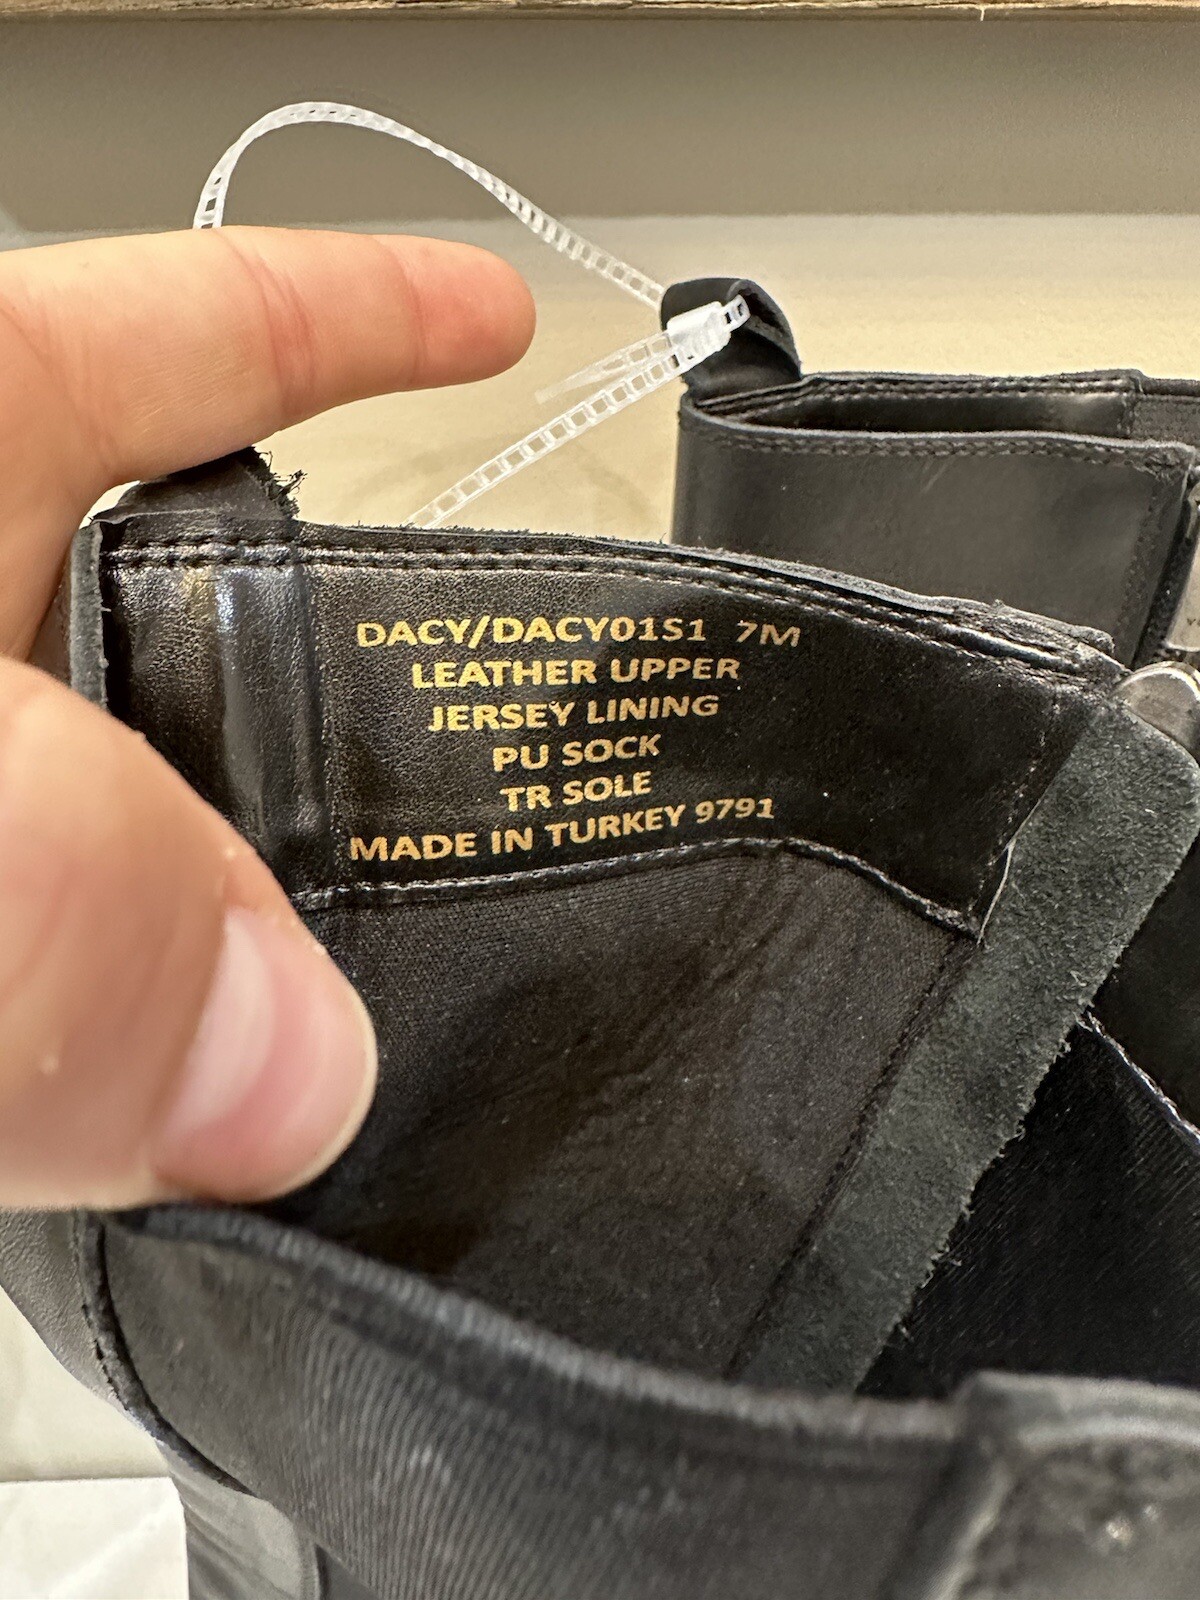 DACY/DACY01S1 7M
LEATHER UPPER
JERSEY LINING
PU SOCK
TR SOLE
MADE IN TURKEY 9791